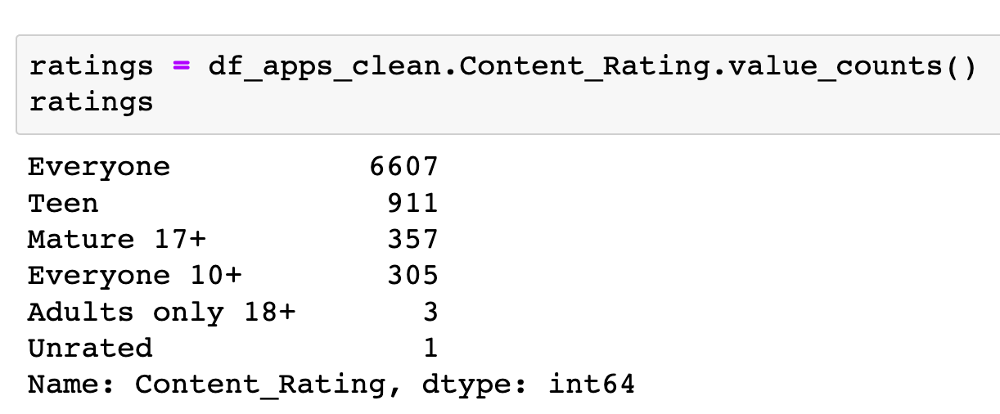 ratings = df_apps_clean.Content_Rating.value_counts()
ratings
Everyone 6607
Teen 911
Mature 17+ 357
Everyone 10+ 305
Adults only 18+ 3
Unrated 1
Name: Content_Rating, dtype: int64